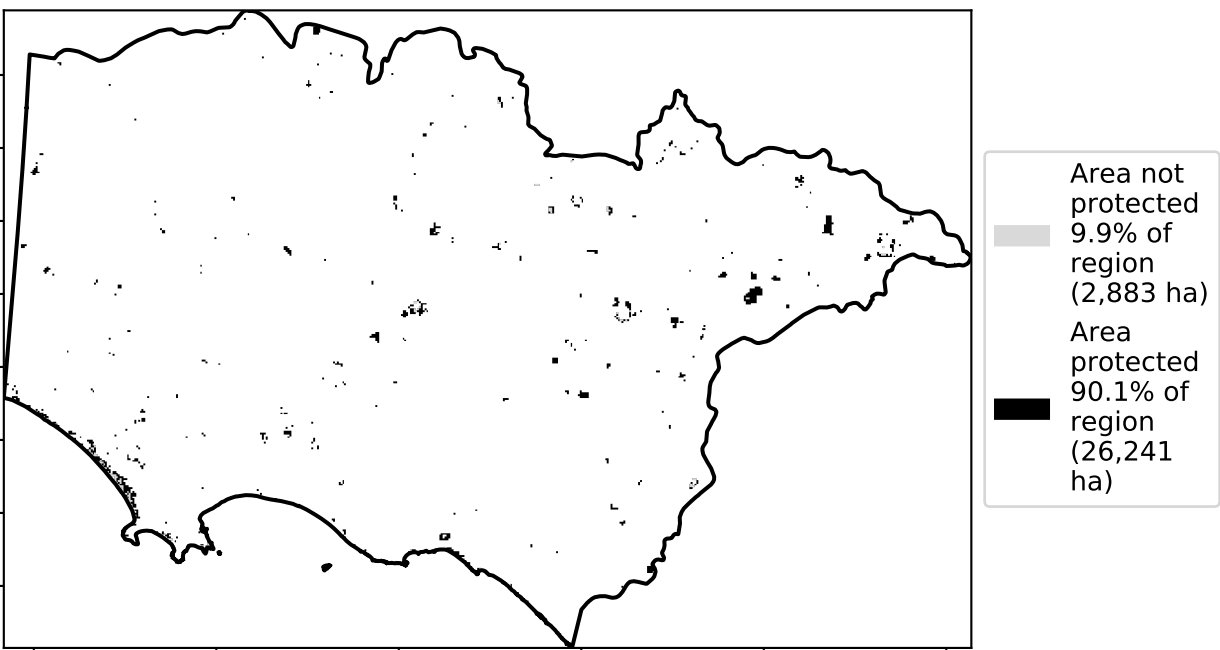 Area not
protected
9.9% of
region
(2,883 ha)
Area
protected
90.1% of
region
(26,241
ha)